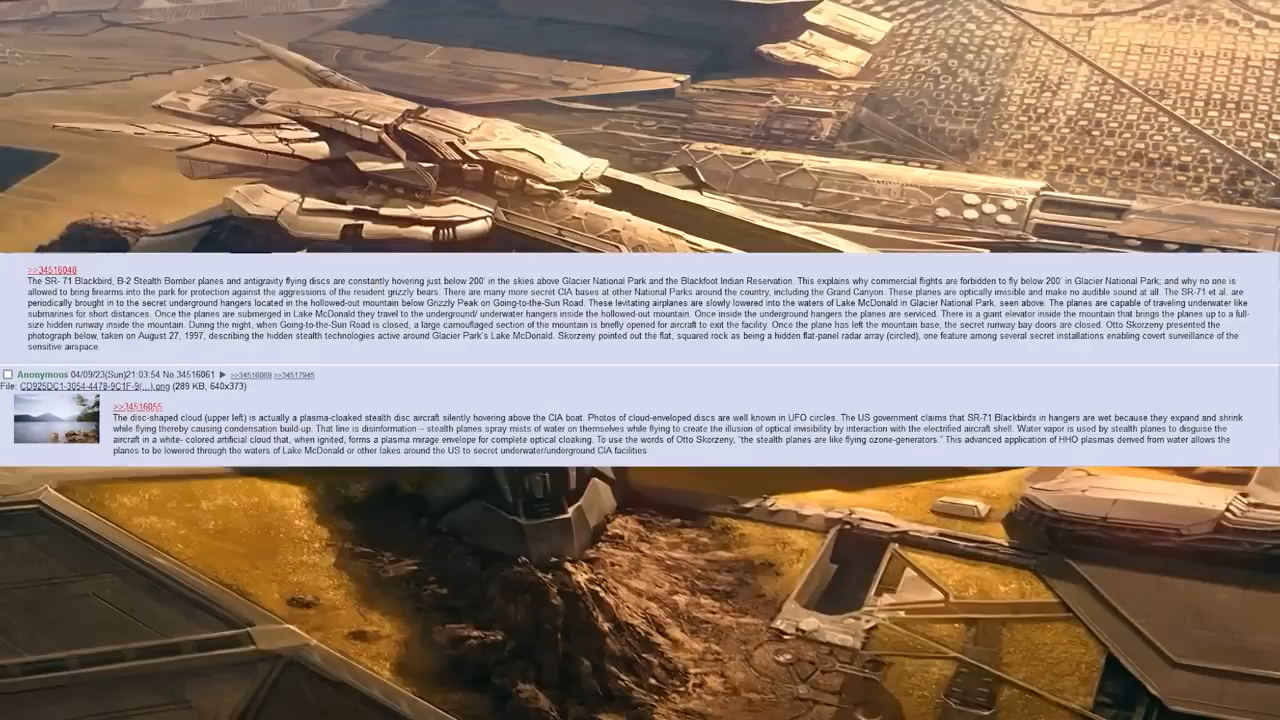 >>34516048
The SR- 71 Blackbird, B-2 Stealth Bomber planes and antigravity flying discs are constantly hovering just below 200' in the skies above Glacier National Park and the Blackfoot Indian Reservation. This explains why commercial flights are forbidden to fly below 200' in Glacier National Park; and why no one is
allowed to bring firearms into the park for protection against the aggressions of the resident grizzly bears. There are many more secret CIA bases at other National Parks around the country, including the Grand Canyon. These planes are optically invisible and make no audible sound at all. The SR-71 et al. are
periodically brought in to the secret underground hangers located in the hollowed-out mountain below Grizzly Peak on Going-to-the-Sun Road. These levitating airplanes are slowly lowered into the waters of Lake McDonald in Glacier National Park, seen above. The planes are capable of traveling underwater like
submarines for short distances. Once the planes are submerged in Lake McDonald they travel to the underground/ underwater hangers inside the hollowed-out mountain. Once inside the underground hangers the planes are serviced. There is a giant elevator inside the mountain that brings the planes up to a full-
size hidden runway inside the mountain. During the night, when Going-to-the-Sun Road is closed, a large camouflaged section of the mountain is briefly opened for aircraft to exit the facility. Once the plane has left the mountain base, the secret runway bay doors are closed. Otto Skorzeny presented the
photograph below, taken on August 27, 1997, describing the hidden stealth technologies active around Glacier Park's Lake McDonald. Skorzeny pointed out the flat, squared rock as being a hidden flat-panel radar array (circled), one feature among several secret installations enabling covert surveillance of the
sensitive airspace.
Anonymous 04/09/23(Sun)21:03:54 No.34516061 ▶ >>34516069 >>34517945
File: CD925DC1-3054-4478-9C1F-9(...).png (289 KB, 640x373)
>>34516055
The disc-shaped cloud (upper left) is actually a plasma-cloaked stealth disc aircraft silently hovering above the CIA boat. Photos of cloud-enveloped discs are well known in UFO circles. The US government claims that SR-71 Blackbirds in hangers are wet because they expand and shrink
while flying thereby causing condensation build-up. That line is disinformation – stealth planes spray mists of water on themselves while flying to create the illusion of optical invisibility by interaction with the electrified aircraft shell. Water vapor is used by stealth planes to disguise the
aircraft in a white- colored artificial cloud that, when ignited, forms a plasma mirage envelope for complete optical cloaking. To use the words of Otto Skorzeny, "the stealth planes are like flying ozone-generators." This advanced application of HHO plasmas derived from water allows the
planes to be lowered through the waters of Lake McDonald or other lakes around the US to secret underwater/underground CIA facilities.